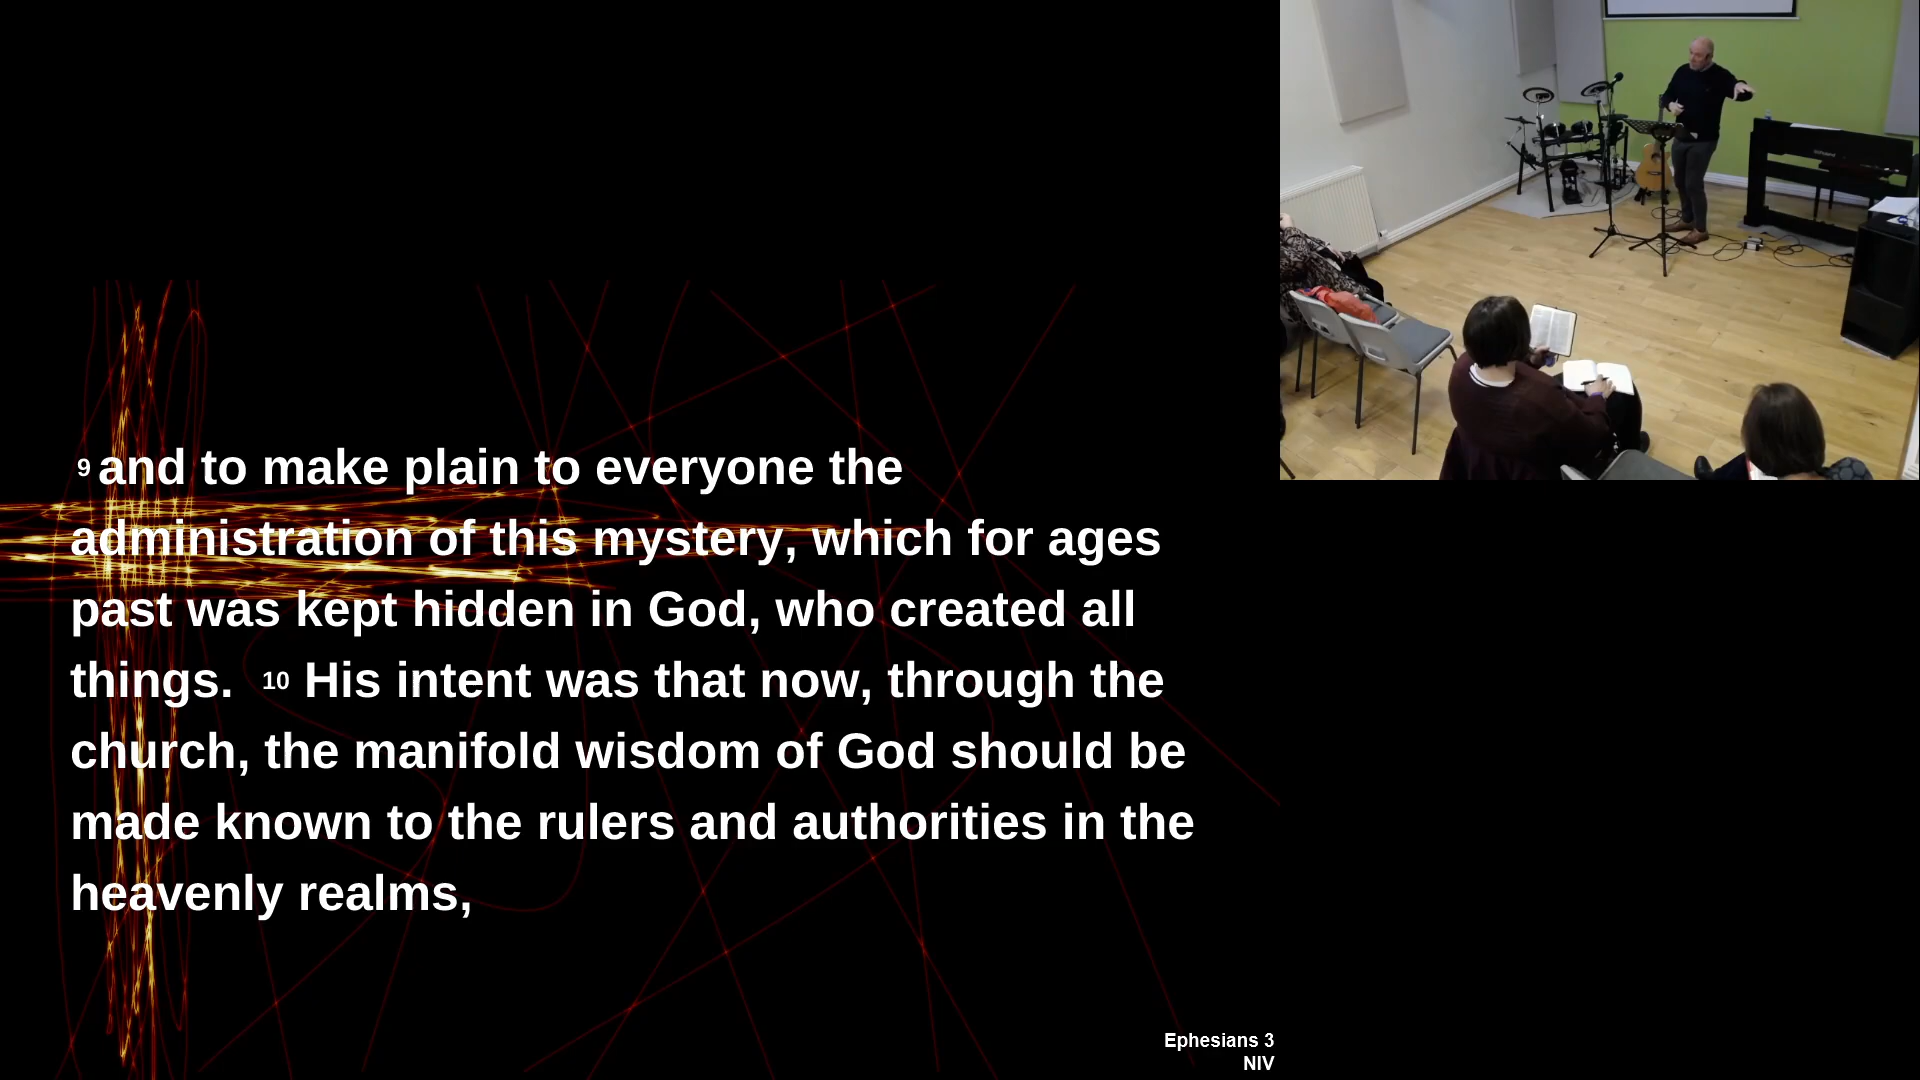 9 and to make plain to everyone the
administration of this mystery, which for ages
past was kept hidden in God, who created all
things. 10 His intent was that now, through the
church, the manifold wisdom of God should be
made known to the rulers and authorities in the
heavenly realms,
Ephesians 3
NIV